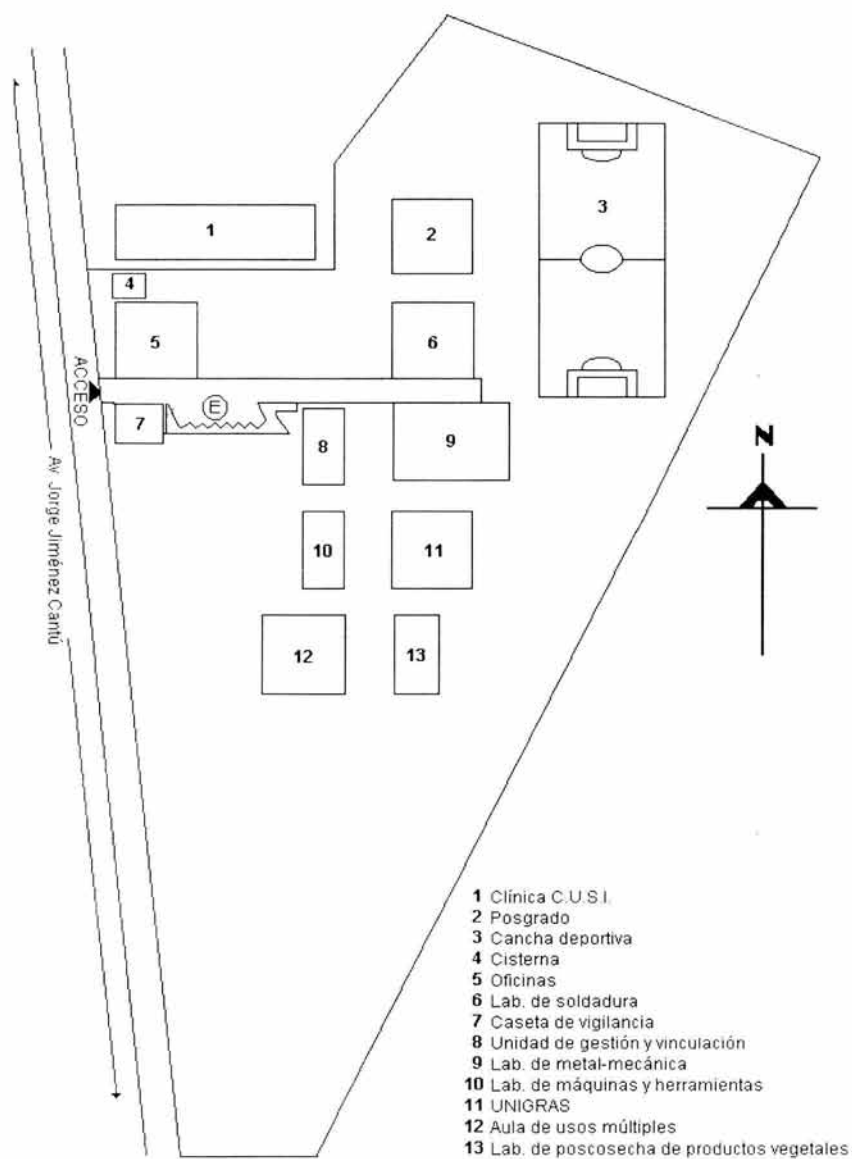 1
2
3
4
5
6
ACCESO
7
E
8
9
N
Av. Jorge Jiménez Cantú
10
11
12
13
1 Clínica C.U.S.I.
2 Posgrado
3 Cancha deportiva
4 Cisterna
5 Oficinas
6 Lab. de soldadura
7 Caseta de vigilancia
8 Unidad de gestión y vinculación
9 Lab. de metal-mecánica
10 Lab. de máquinas y herramientas
11 UNIGRAS
12 Aula de usos múltiples
13 Lab. de poscosecha de productos vegetales